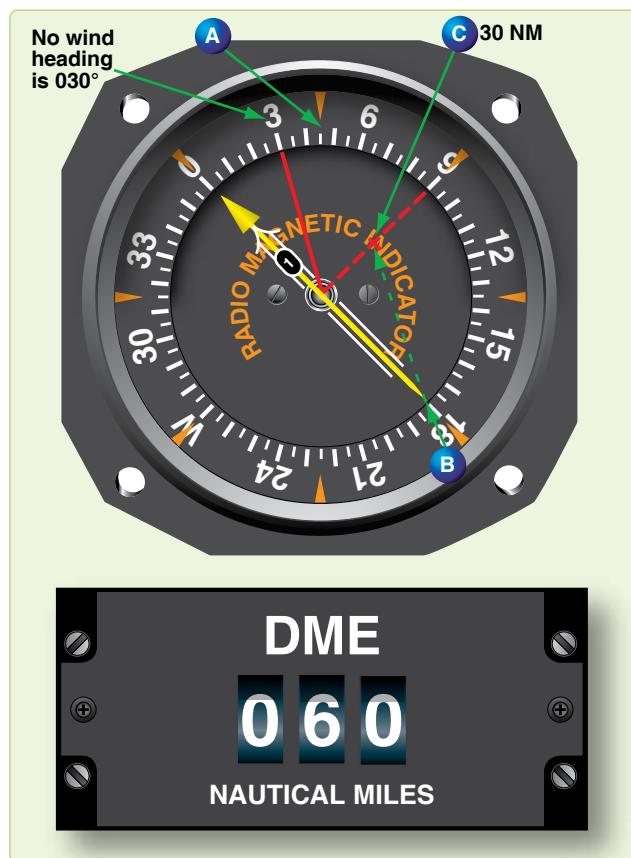 No wind
heading
is 030°
A
C 30 NM
3
6
0
9
33
12
30
15
W
18
24
21
RADIO MAGNETIC INDICATOR
1
B
DME
060
NAUTICAL MILES